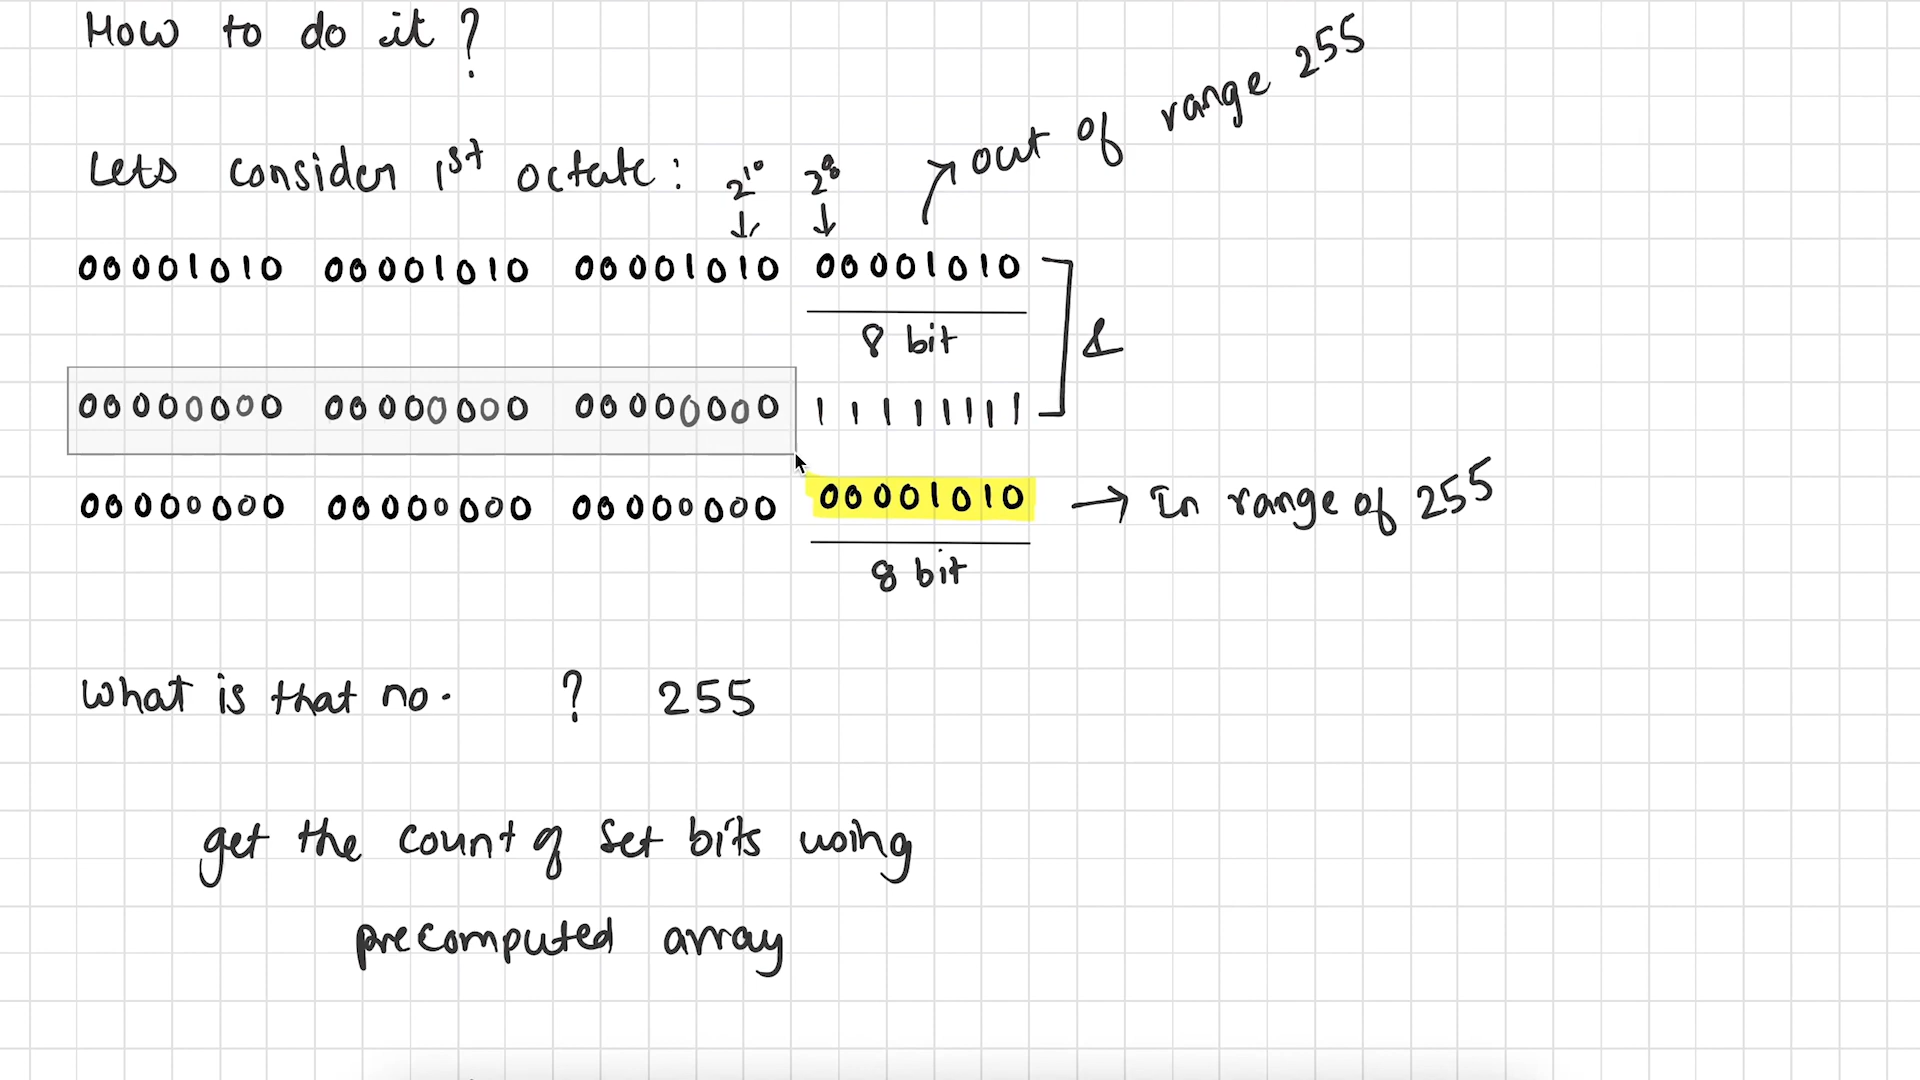 How to do it ?
out of range 255
Lets consider 1st octate :
2^10 2^8
00001010 00001010 00001010 00001010
8 bit
&
00000000 00000000 00000000 11111111
00000000 00000000 00000000 00001010 → In range of 255
8 bit
What is that no. ? 255
get the count of set bits using
precomputed array